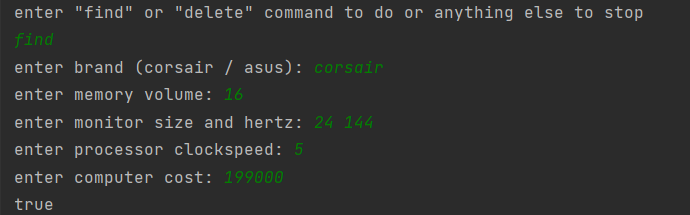 enter "find" or "delete" command to do or anything else to stop
find
enter brand (corsair / asus): corsair
enter memory volume: 16
enter monitor size and hertz: 24 144
enter processor clockspeed: 5
enter computer cost: 199000
true